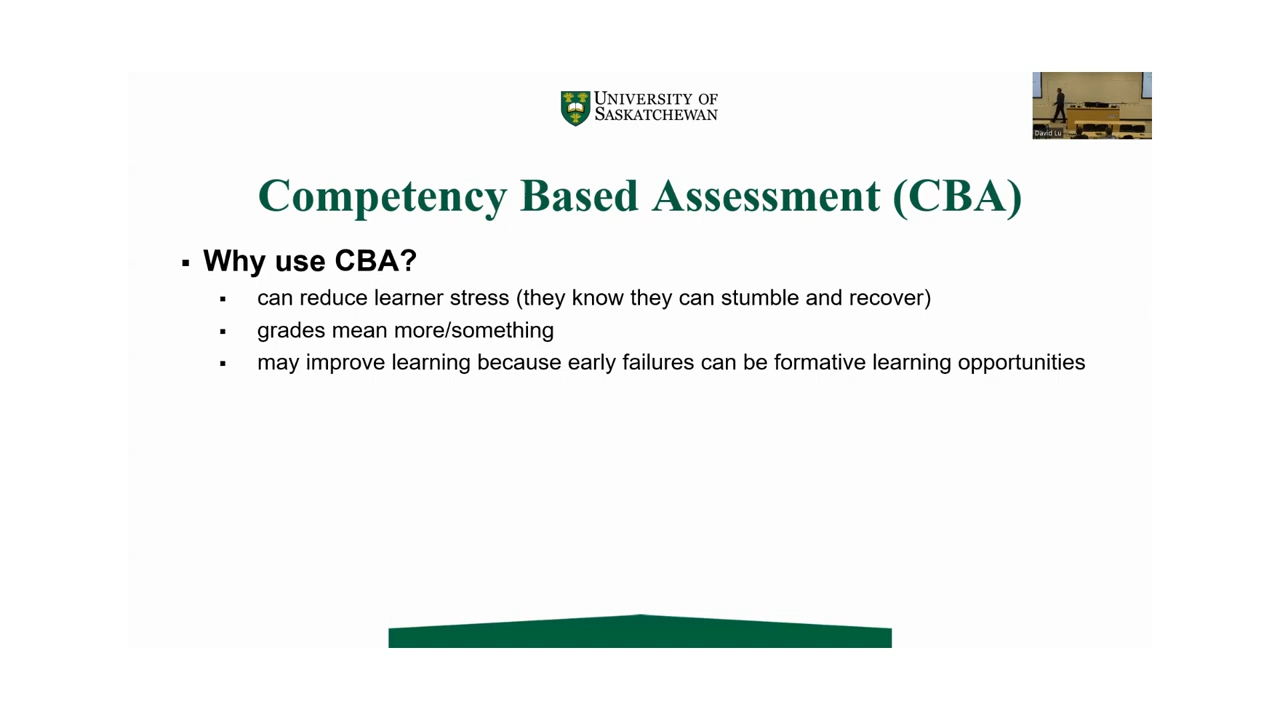 UNIVERSITY OF
SASKATCHEWAN
David Lu
Competency Based Assessment (CBA)
▪ Why use CBA?
▪ can reduce learner stress (they know they can stumble and recover)
▪ grades mean more/something
▪ may improve learning because early failures can be formative learning opportunities